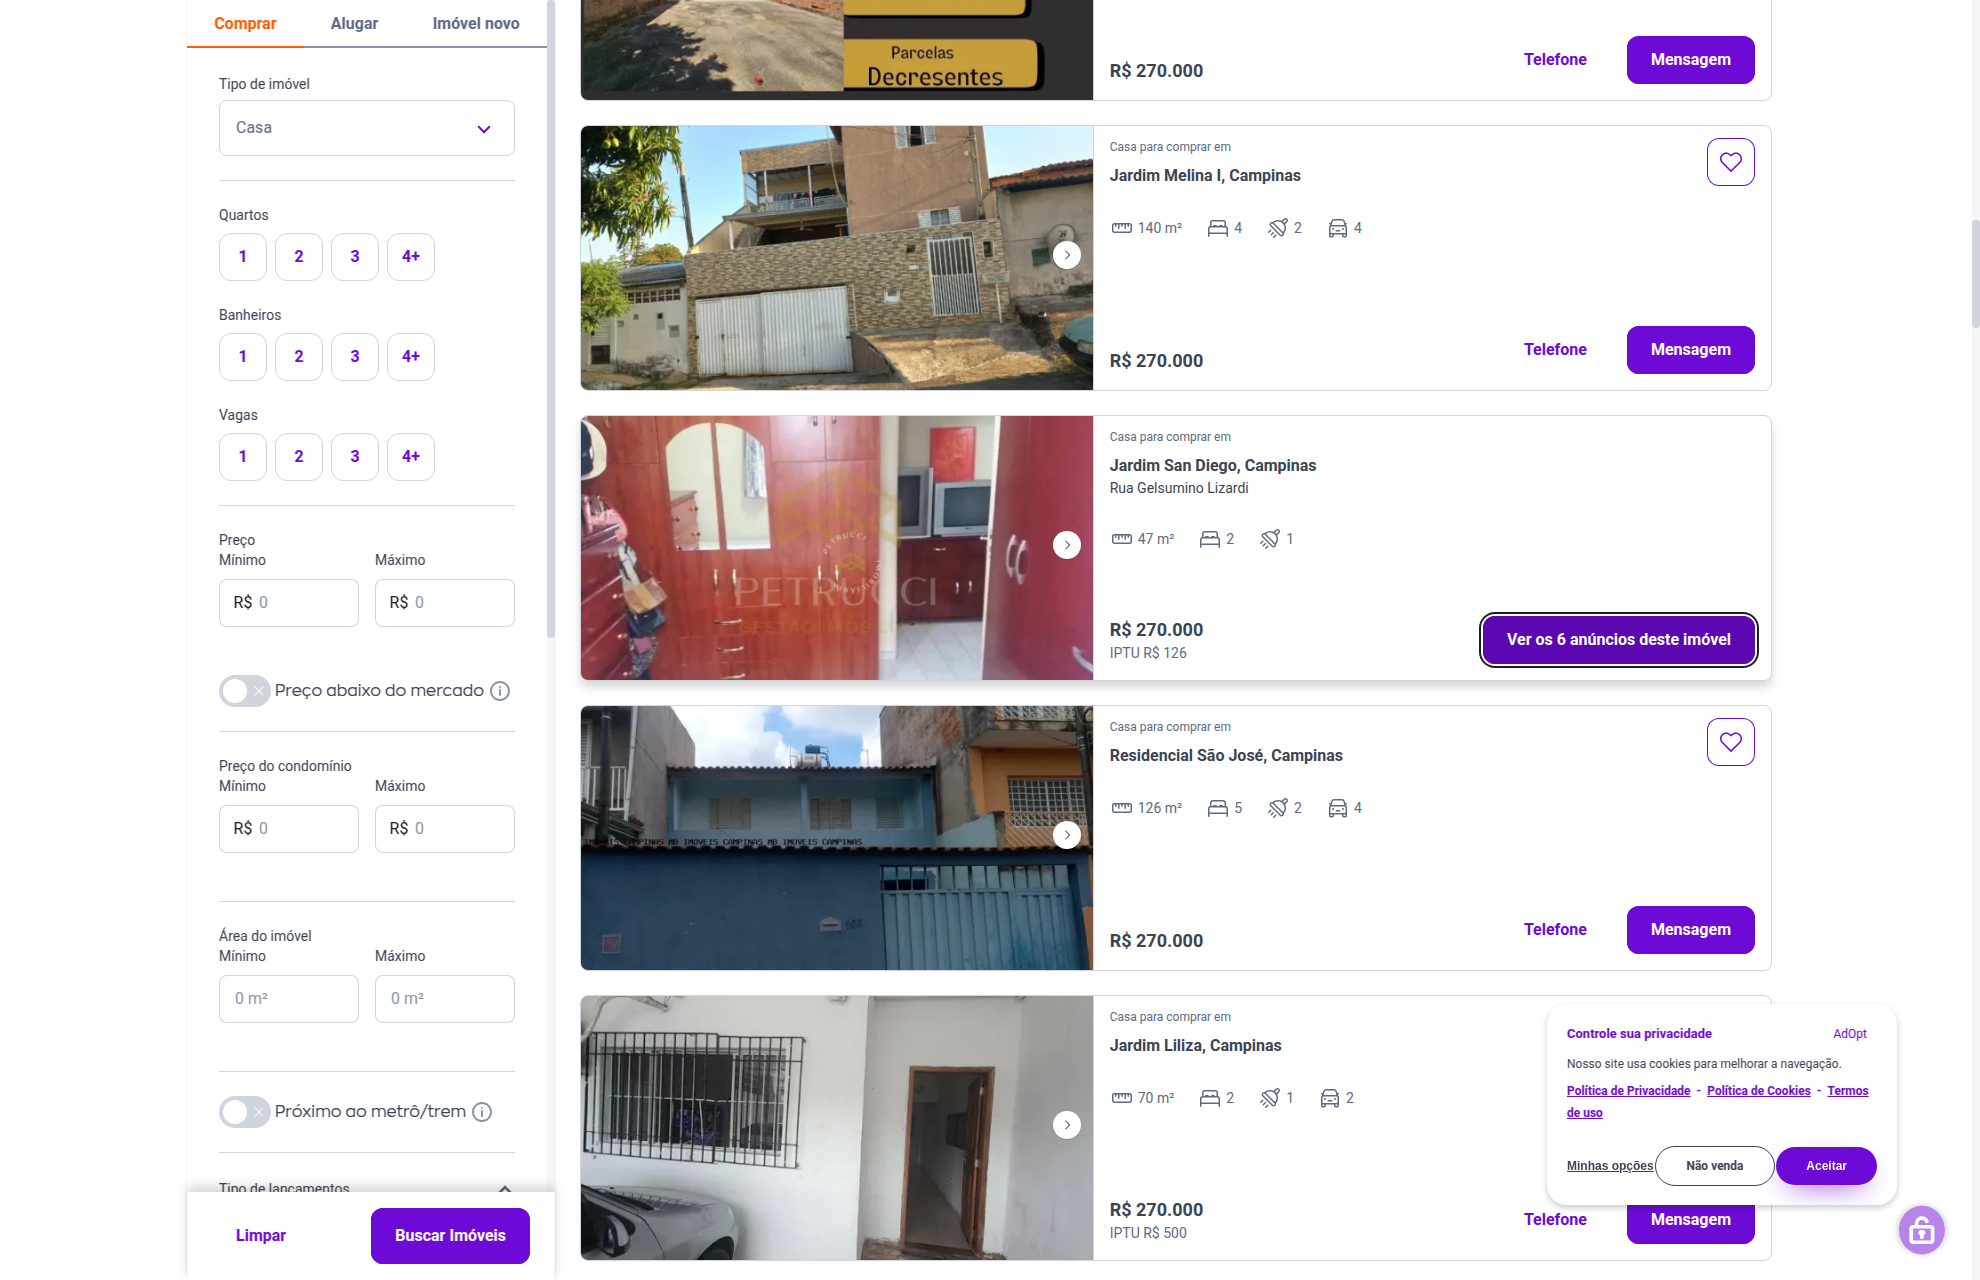 Comprar
Alugar
Imóvel novo
Tipo de imóvel
Casa
Quartos
1
2
3
4+
Banheiros
1
2
3
4+
Vagas
1
2
3
4+
Preço
Mínimo
Máximo
R$ 0
R$ 0
Preço abaixo do mercado
Preço do condomínio
Mínimo
Máximo
R$ 0
R$ 0
Área do imóvel
Mínimo
Máximo
0 m²
0 m²
Próximo ao metrô/trem
Tipo de lançamentos
Limpar
Buscar Imóveis
Parcelas
Decresentes
R$ 270.000
Telefone
Mensagem
Casa para comprar em
Jardim Melina I, Campinas
140 m²
4
2
4
R$ 270.000
Telefone
Mensagem
PETRUCCI
PETRUCCI
Casa para comprar em
Jardim San Diego, Campinas
Rua Gelsumino Lizardi
47 m²
2
1
R$ 270.000
IPTU R$ 126
Ver os 6 anúncios deste imóvel
CAMPINAS MB IMOVEIS CAMPINAS MB IMOVEIS CAMPINAS
Casa para comprar em
Residencial São José, Campinas
126 m²
5
2
4
R$ 270.000
Telefone
Mensagem
Casa para comprar em
Jardim Liliza, Campinas
70 m²
2
1
2
R$ 270.000
IPTU R$ 500
Telefone
Mensagem
Controle sua privacidade
AdOpt
Nosso site usa cookies para melhorar a navegação.
Política de Privacidade - Política de Cookies - Termos
de uso
Minhas opções
Não venda
Aceitar